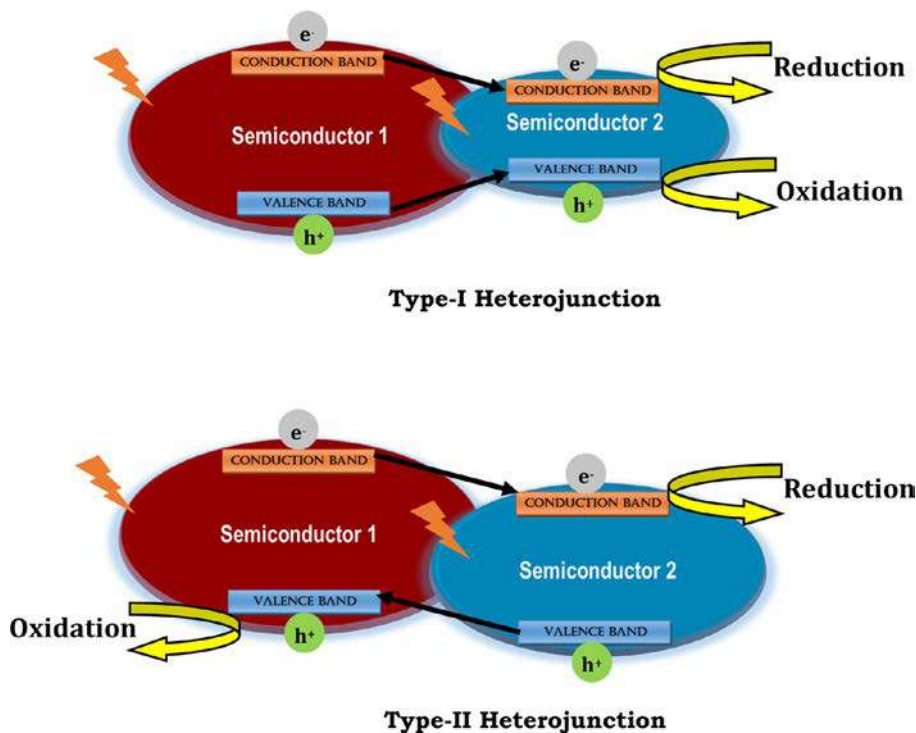 e-
CONDUCTION BAND
e-
CONDUCTION BAND
Reduction
Semiconductor 1
Semiconductor 2
VALENCE BAND
VALENCE BAND
Oxidation
h+
h+
Type-I Heterojunction
e-
CONDUCTION BAND
e-
CONDUCTION BAND
Reduction
Semiconductor 1
Semiconductor 2
VALENCE BAND
Oxidation
h+
VALENCE BAND
h+
Type-II Heterojunction